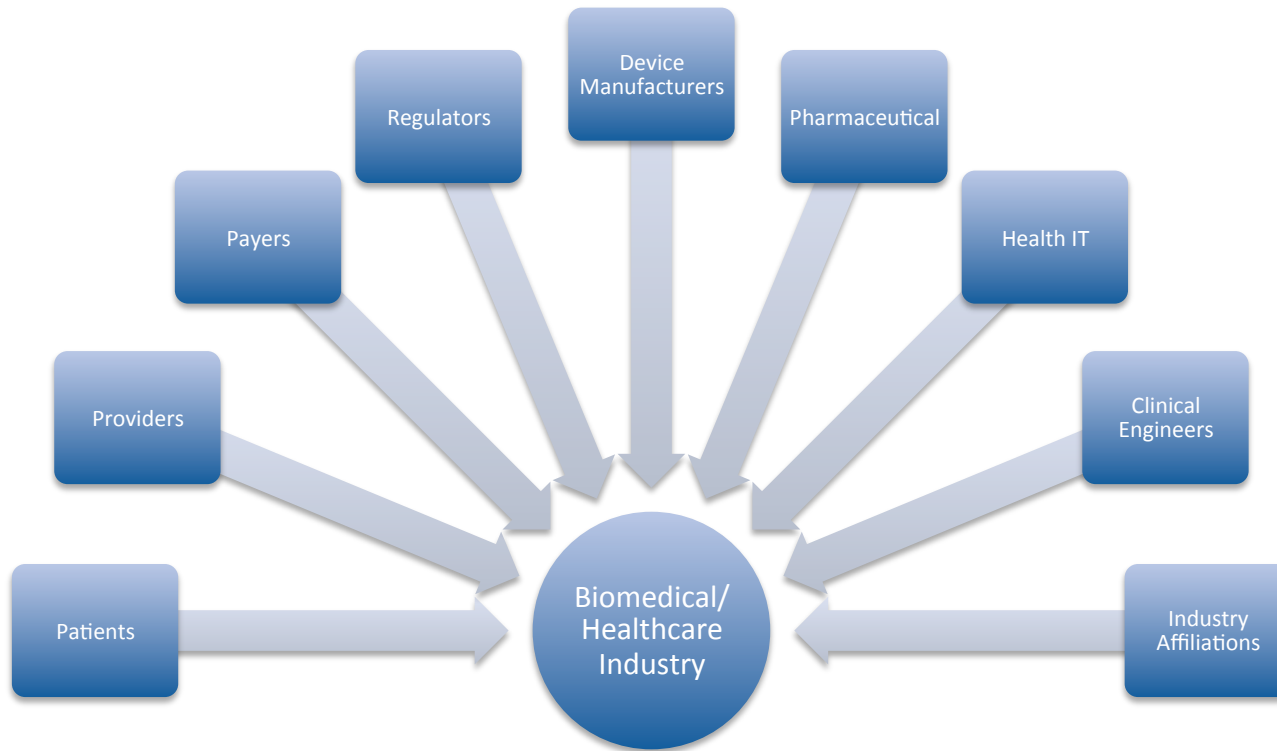 Device
Manufacturers
Regulators
Pharmaceutical
Payers
Health IT
Providers
Clinical
Engineers
Patients
Biomedical/
Healthcare
Industry
Industry
Affiliations